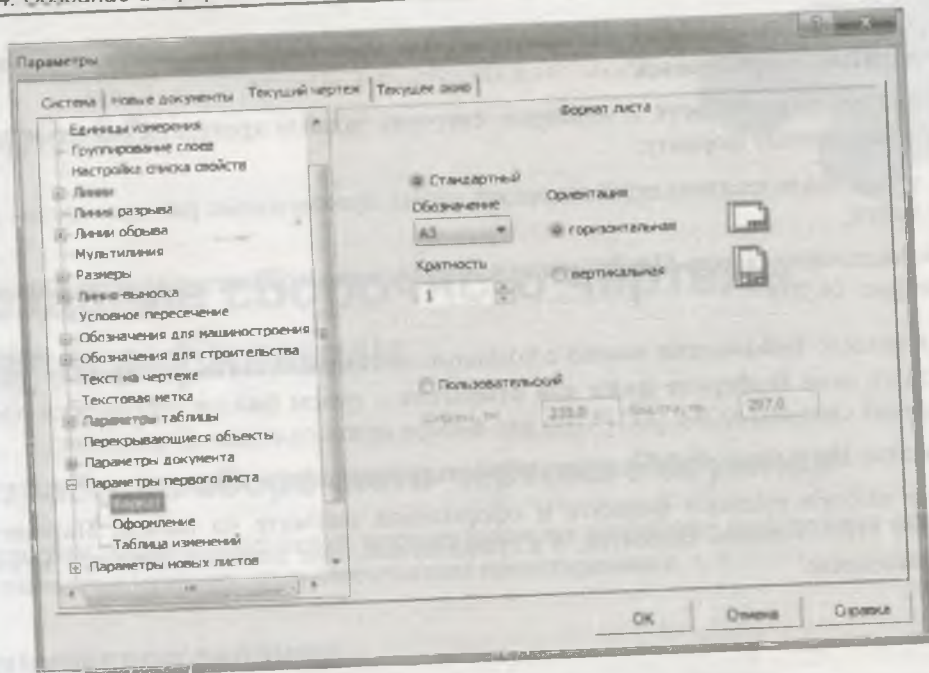 Параметры
Система Новые документы Текущий чертеж Текущее окно
Единицы измерения
Группирование слоев
Настройка списка свойств
Линии
Линия разрыва
Линии обрыва
Мультилиния
Размеры
Линия-выноска
Условное пересечение
Обозначения для машиностроения
Обозначения для строительства
Текст на чертеже
Текстовая метка
Параметры таблицы
Перекрывающиеся объекты
Параметры документа
Параметры первого листа
Формат
Оформление
Таблица изменений
Параметры новых листов
Формат листа
Стандартный
Обозначение Ориентация
А3 горизонтальная
Кратность
1 вертикальная
Пользовательский
297.0
OK Отмена Справка